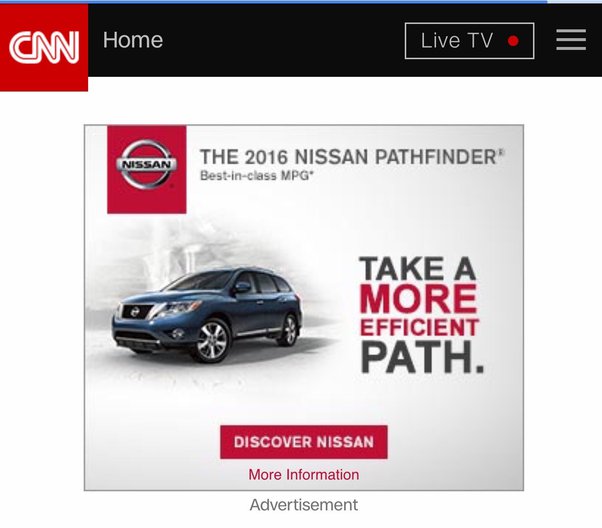 CNN Home Live TV
NISSAN
THE 2016 NISSAN PATHFINDER®
Best-in-class MPG*
TAKE A
MORE
EFFICIENT
PATH.
DISCOVER NISSAN
More Information
Advertisement